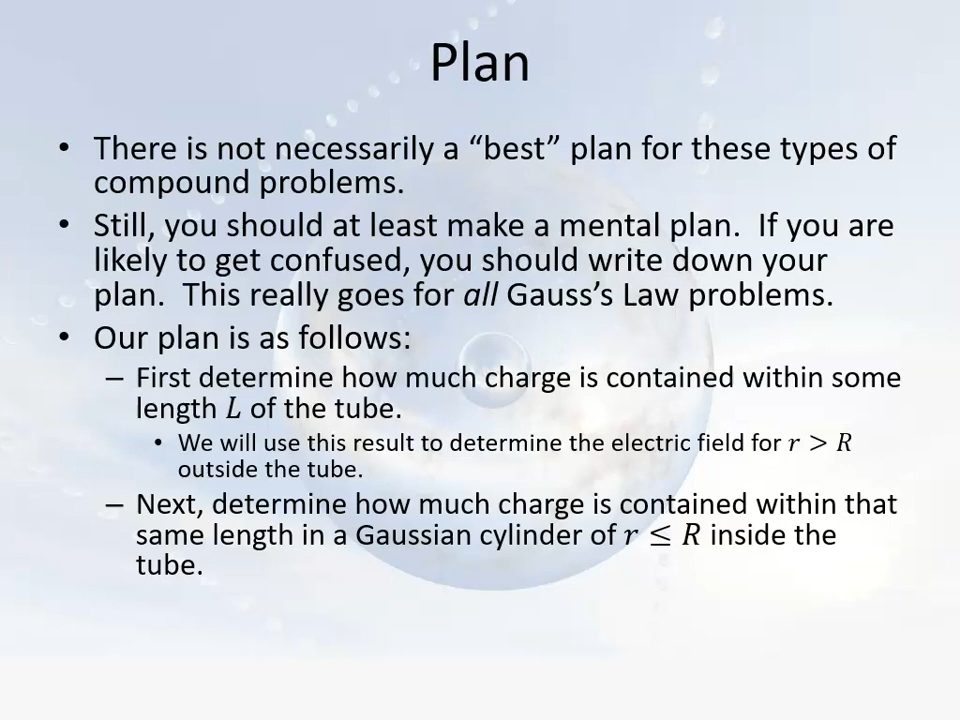 Plan
• There is not necessarily a “best” plan for these types of
compound problems.
• Still, you should at least make a mental plan.  If you are
likely to get confused, you should write down your
plan.  This really goes for all Gauss’s Law problems.
• Our plan is as follows:
– First determine how much charge is contained within some
length 𝐿 of the tube.
• We will use this result to determine the electric field for 𝑟 > 𝑅
outside the tube.
– Next, determine how much charge is contained within that
same length in a Gaussian cylinder of 𝑟 ≤ 𝑅 inside the
tube.